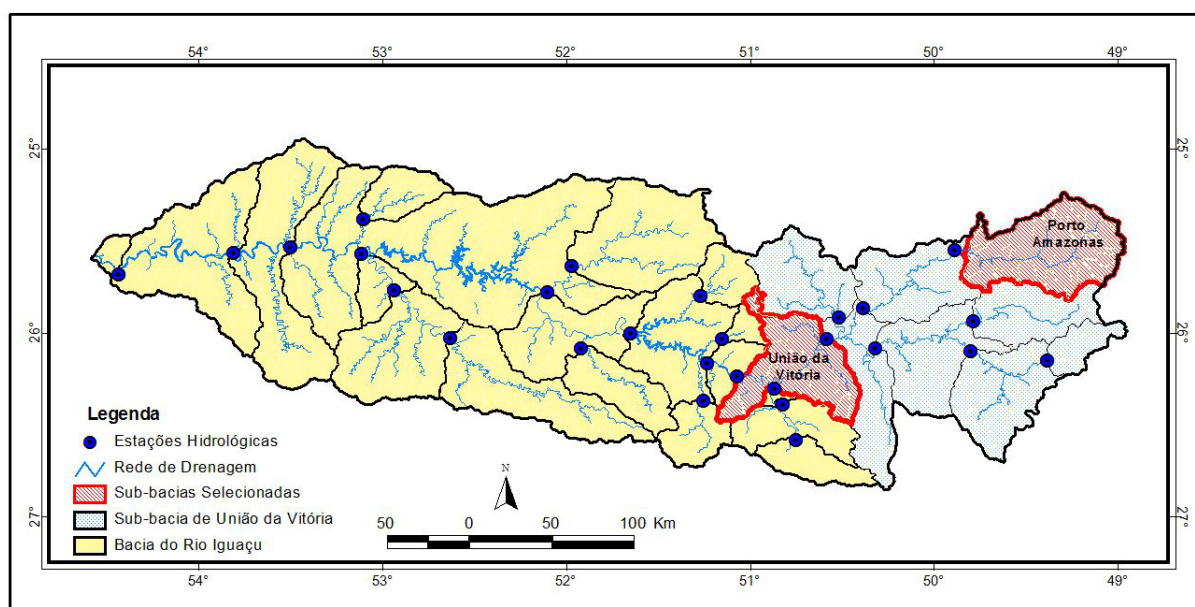 54° 53° 52° 51° 50° 49°
25° 25°
Porto
Amazonas
26° 26°
União da
Vitória
Legenda
Estações Hidrológicas
Rede de Drenagem
Sub-bacias Selecionadas
Sub-bacia de União da Vitória
Bacia do Rio Iguaçu
N
50 0 50 100 Km
27° 27°
54° 53° 52° 51° 50° 49°